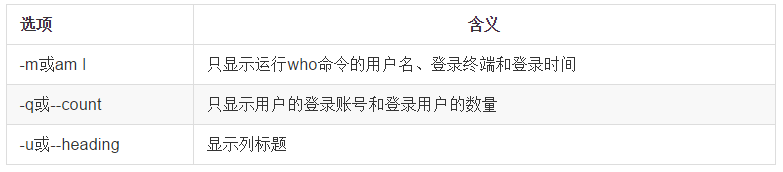 选项 含义
-m或am I 只显示运行who命令的用户名、登录终端和登录时间
-q或--count 只显示用户的登录账号和登录用户的数量
-u或--heading 显示列标题